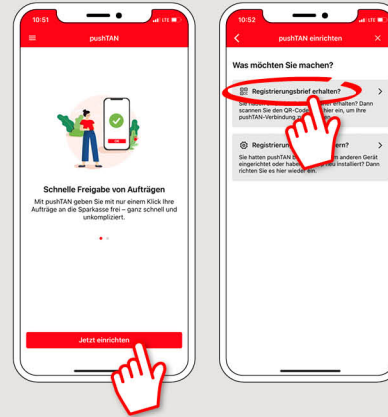 10:51
LTE
pushTAN
Schnelle Freigabe von Aufträgen
Mit pushTAN geben Sie mit nur einem Klick Ihre
Aufträge an die Sparkasse frei – ganz schnell und
unkompliziert.
Jetzt einrichten
10:52
LTE
pushTAN einrichten
Was möchten Sie machen?
Registrierungsbrief erhalten?
Sie haben erhalten? Dann
scannen Sie den QR-Code hier ein, um Ihre
pushTAN-Verbindung zu
Registrierun ern?
Sie hatten pushTAN anderen Gerät
eingerichtet oder habe neu installiert? Dann
richten Sie es hier wieder ein.